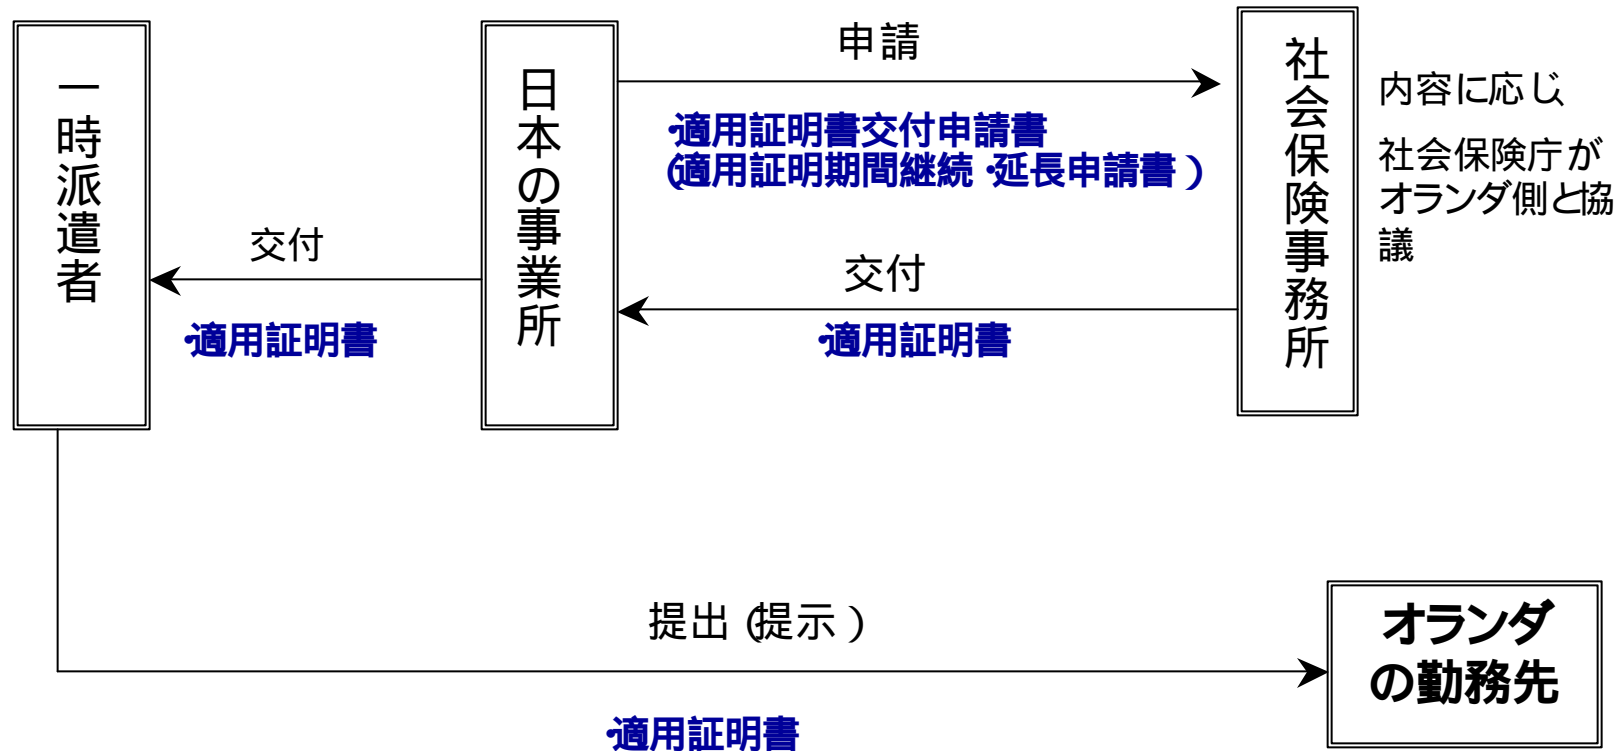 一時派遣者
日本の事業所
社会保険事務所
申請
・適用証明書交付申請書
(適用証明期間継続・延長申請書)
内容に応じ、
社会保険庁が
オランダ側と協
議
交付
・適用証明書
交付
・適用証明書
提出(提示)
・適用証明書
オランダ
の勤務先